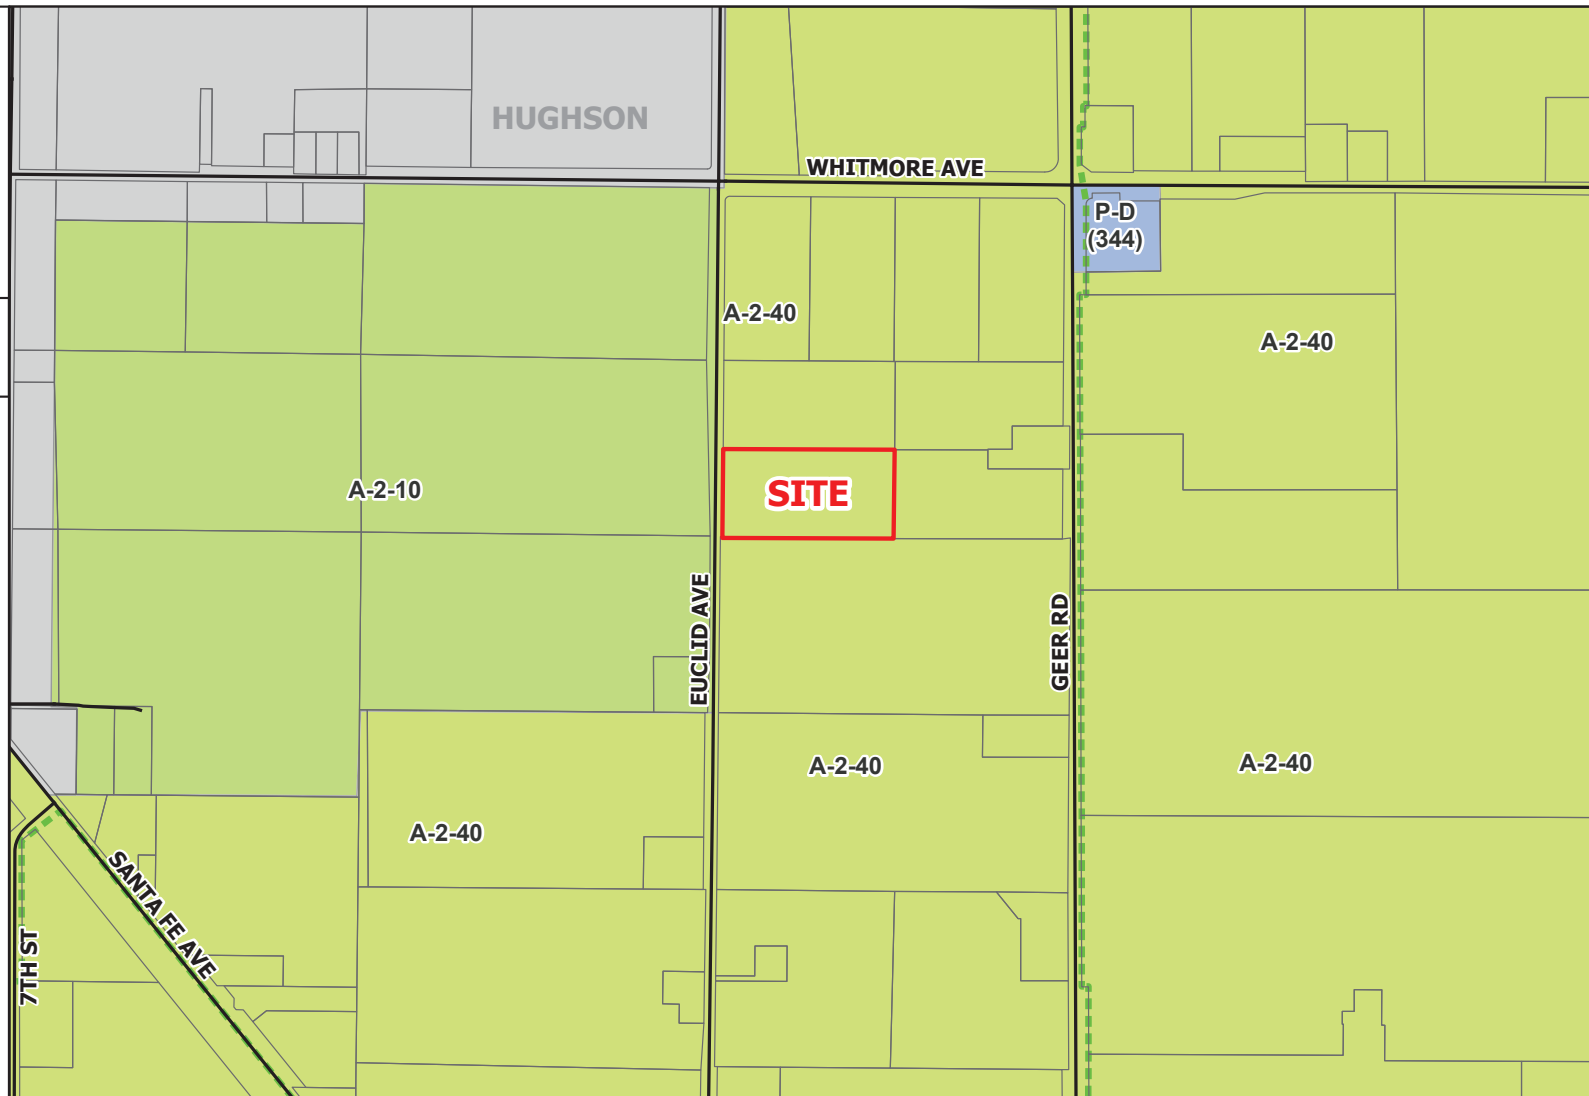 HUGHSON
WHITMORE AVE
P-D
(344)
A-2-40
A-2-40
A-2-10
SITE
EUCLID AVE
GEER RD
A-2-40
A-2-40
A-2-40
SANTA FE AVE
7TH ST